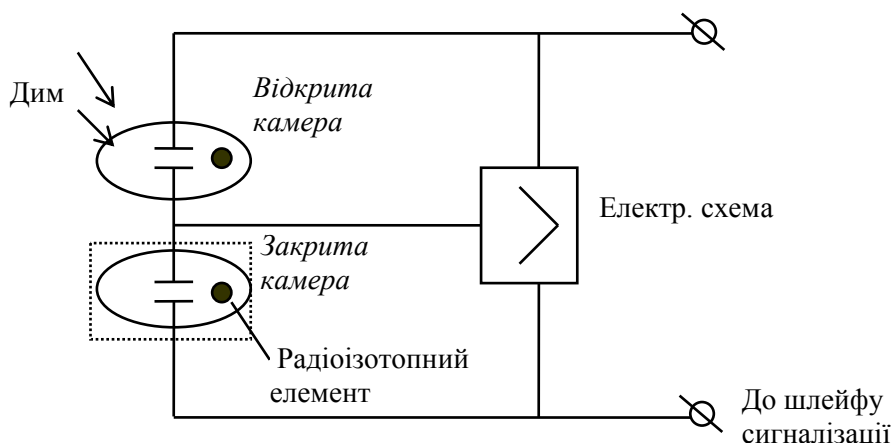 Дим
Відкрита
камера
Електр. схема
Закрита
камера
Радіоізотопний
елемент
До шлейфу
сигналізації